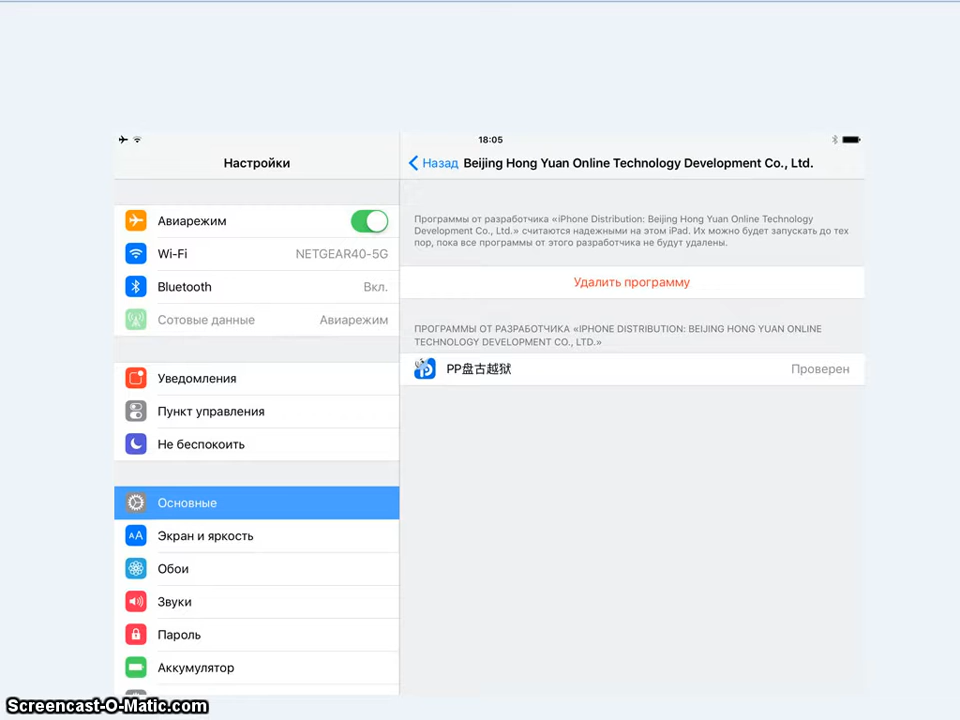 18:05
Настройки
Назад Beijing Hong Yuan Online Technology Development Co., Ltd.
Авиарежим
Wi-Fi NETGEAR40-5G
Bluetooth Вкл.
Сотовые данные Авиарежим
Уведомления
Пункт управления
Не беспокоить
Основные
AA Экран и яркость
Обои
Звуки
Пароль
Аккумулятор
Программы от разработчика «iPhone Distribution: Beijing Hong Yuan Online Technology
Development Co., Ltd.» считаются надежными на этом iPad. Их можно будет запускать до тех
пор, пока все программы от этого разработчика не будут удалены.
Удалить программу
ПРОГРАММЫ ОТ РАЗРАБОТЧИКА «IPHONE DISTRIBUTION: BEIJING HONG YUAN ONLINE
TECHNOLOGY DEVELOPMENT CO., LTD.»
PP盘古越狱 Проверен
Screencast-O-Matic.com